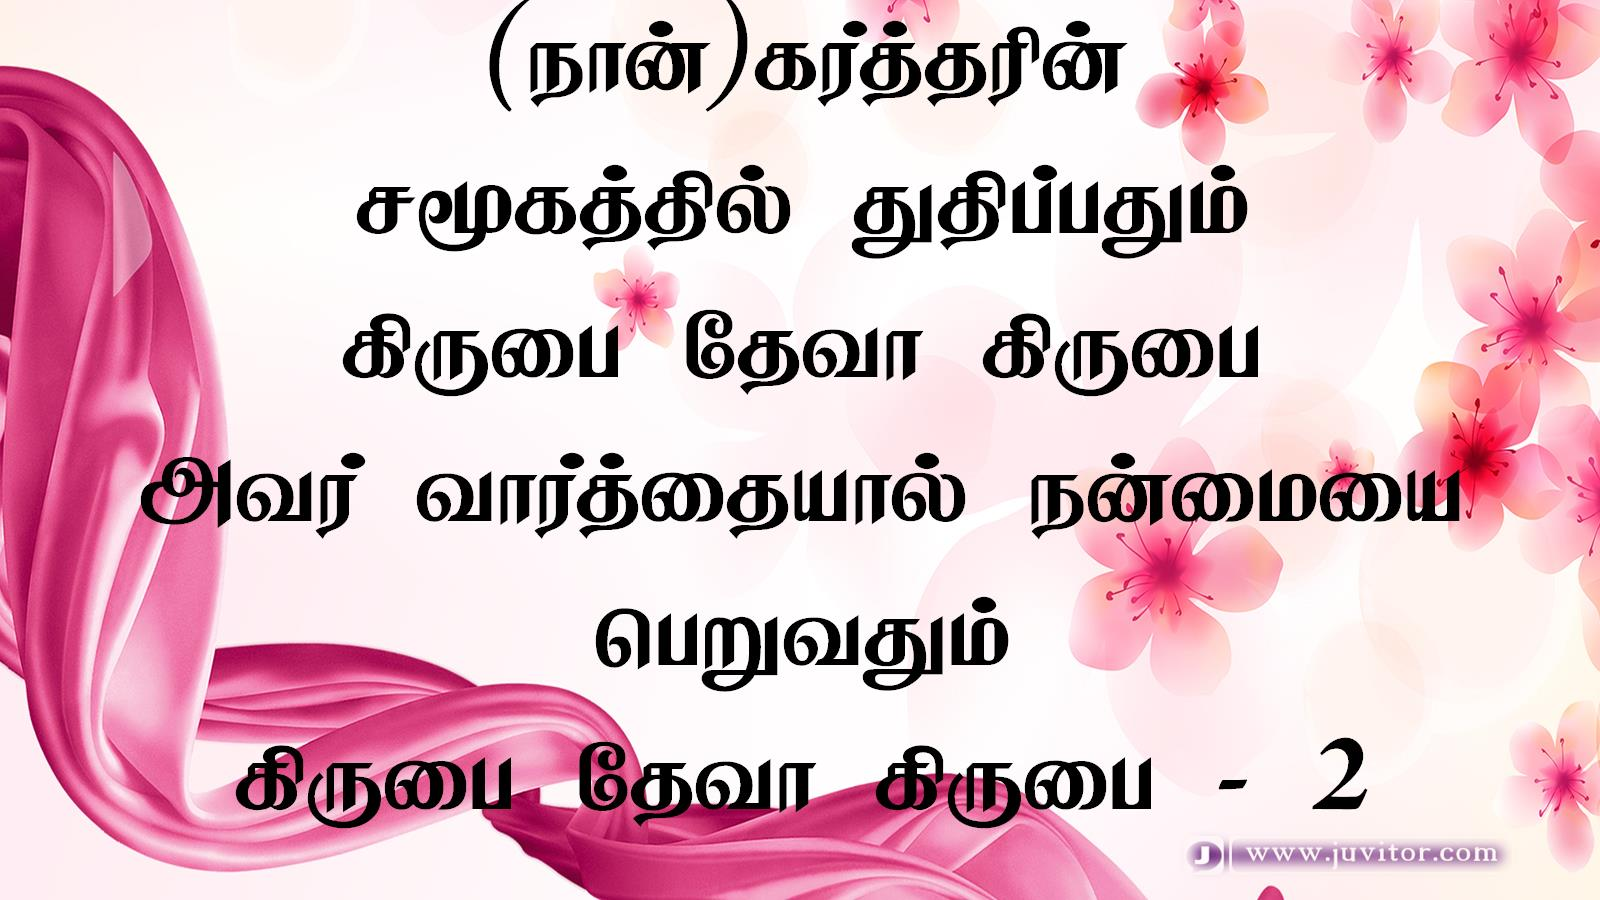 (நான்)கர்த்தரின்
சமூகத்தில் துதிப்பதும்
கிருபை தேவா கிருபை
அவர் வார்த்தையால் நன்மையை
பெறுவதும்
கிருபை தேவா கிருபை - 2
J www.juvitor.com